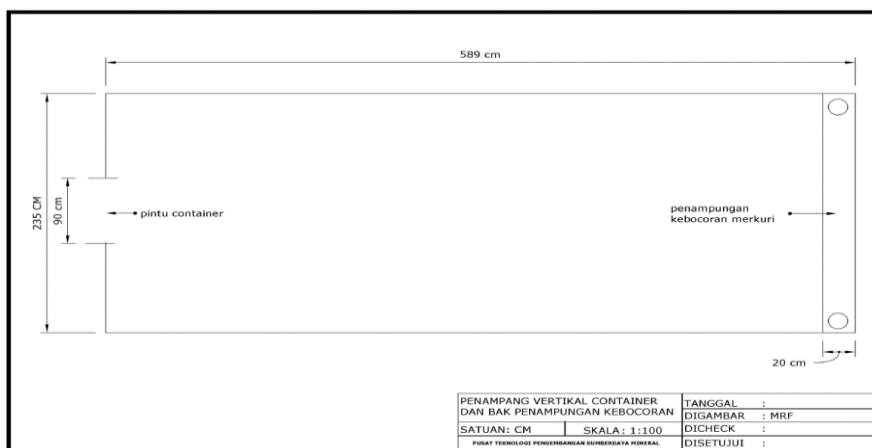 589 cm
235 CM
90 cm
pintu container
penampungan
kebocoran merkuri
20 cm
PENAMPANG VERTIKAL CONTAINER
DAN BAK PENAMPUNGAN KEBOCORAN
SATUAN: CM
SKALA: 1:100
PUSAT TEKNOLOGI PENGEMBANGAN SUMBERDAYA MINERAL
TANGGAL :
DIGAMBAR : MRF
DICHECK :
DISETUJUI :